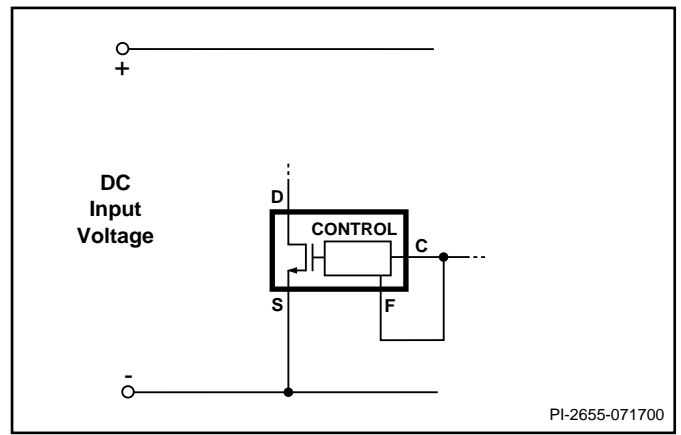 +
DC
Input
Voltage
D
CONTROL
C
S
F
-
PI-2655-071700